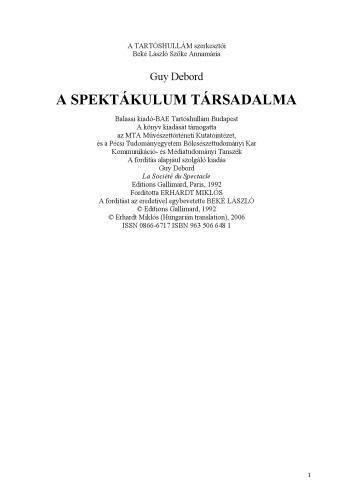 A TARTÓSHULLÁM szerkesztői
Beké László Szőke Annamária
Guy Debord
A SPEKTÁKULUM TÁRSADALMA
Balassi kiadó-BAE Tartóshullám Budapest
A könyv kiadását támogatta
az MTA Művészettörténeti Kutatóintézet,
és a Pécsi Tudományegyetem Bölcsészettudományi Kar
Kommunikáció- és Médiatudományi Tanszék
A fordítás alapjául szolgáló kiadás
Guy Debord
La Société du Spectacle
Editions Gallimard, Paris, 1992
Fordította ERHARDT MIKLÓS
A fordítást az eredetivel egybevetette BEKÉ LÁSZLÓ
© Editions Gallimard, 1992
© Erhardt Miklós (Hungarian translation), 2006
ISSN 0866-6717 ISBN 963 506 648 1
1